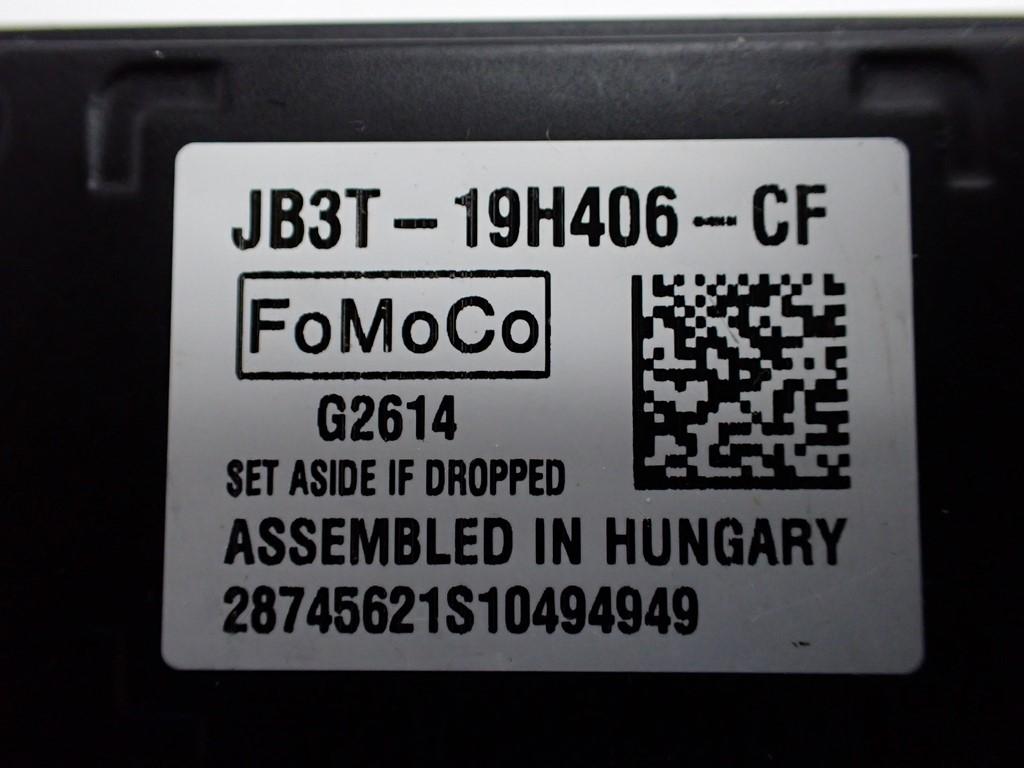 JB3T-19H406-CF
FoMoCo
G2614
SET ASIDE IF DROPPED
ASSEMBLED IN HUNGARY
28745621S10494949